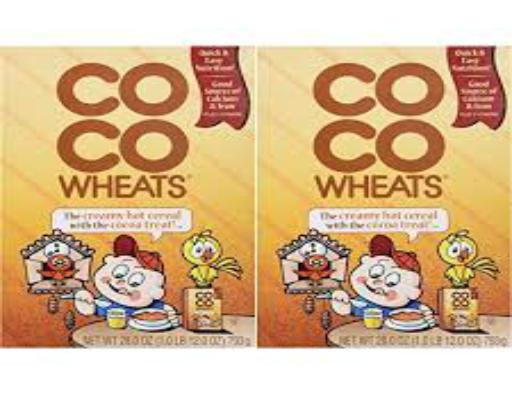 CO
CO
WHEATS
Quick &
Easy
Nutrition!
Good
Source of
Calcium
& Iron
The creamy hot cereal
with the cocoa treat!
CO
CO
NET WT 28.0 OZ (1.0 LB 12.0 OZ) 793g
CO
CO
WHEATS
Quick &
Easy
Nutrition!
Good
Source of
Calcium
& Iron
The creamy hot cereal
with the cocoa treat!
CO
CO
NET WT 28.0 OZ (1.0 LB 12.0 OZ) 793g